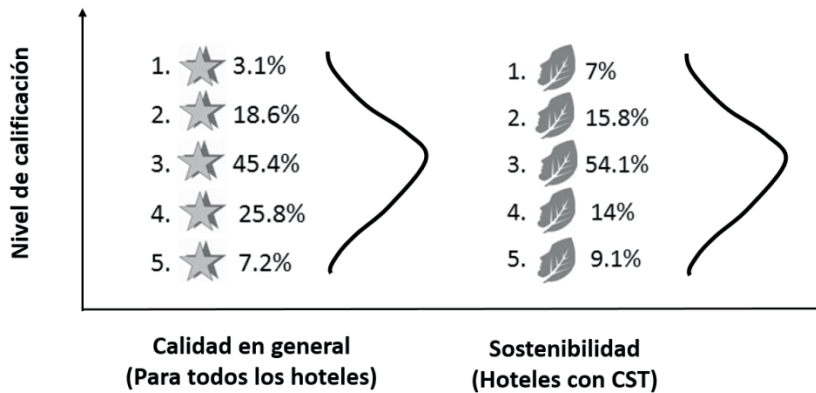 Nivel de calificación
1. 3.1%
2. 18.6%
3. 45.4%
4. 25.8%
5. 7.2%
1. 7%
2. 15.8%
3. 54.1%
4. 14%
5. 9.1%
Calidad en general
(Para todos los hoteles)
Sostenibilidad
(Hoteles con CST)